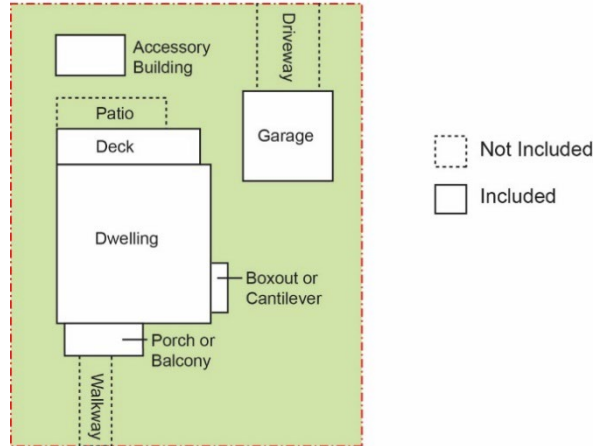 Driveway
Accessory
Building
Patio
Deck
Garage
Dwelling
Boxout or
Cantilever
Porch or
Balcony
Walkway
Not Included
Included